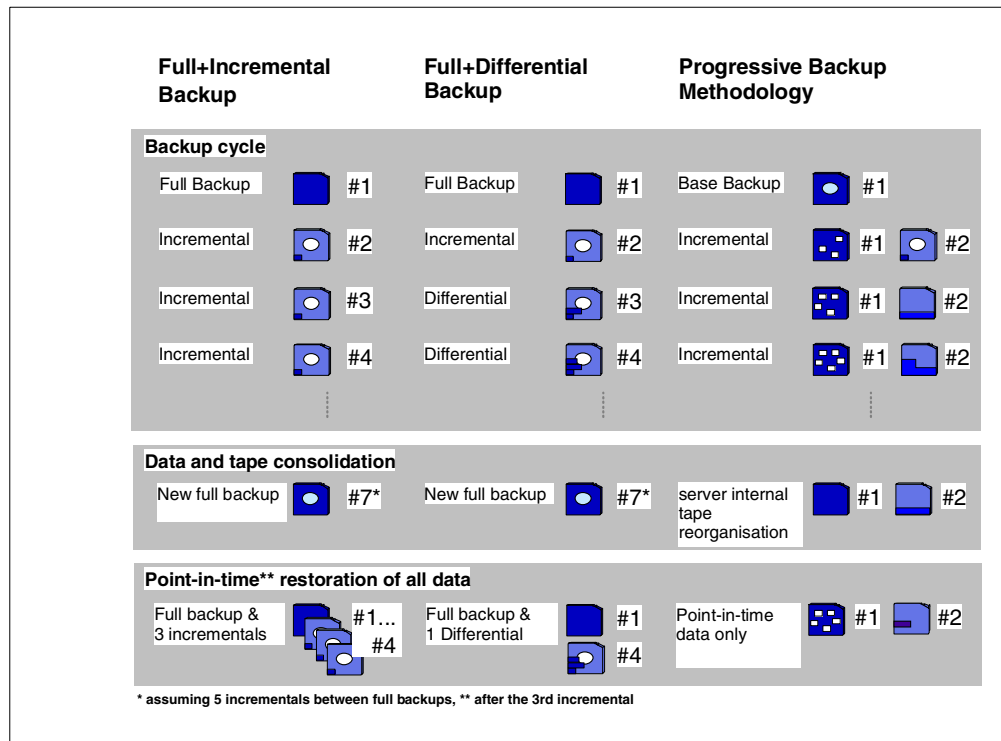 Full+Incremental
Backup
Full+Differential
Backup
Progressive Backup
Methodology
Backup cycle
Full Backup #1 Full Backup #1 Base Backup #1
Incremental #2 Incremental #2 Incremental #1 #2
Incremental #3 Differential #3 Incremental #1 #2
Incremental #4 Differential #4 Incremental #1 #2
Data and tape consolidation
New full backup #7* New full backup #7* server internal
tape
reorganisation #1 #2
Point-in-time** restoration of all data
Full backup &
3 incrementals #1...
#4
Full backup &
1 Differential #1
#4
Point-in-time
data only #1 #2
* assuming 5 incrementals between full backups, ** after the 3rd incremental